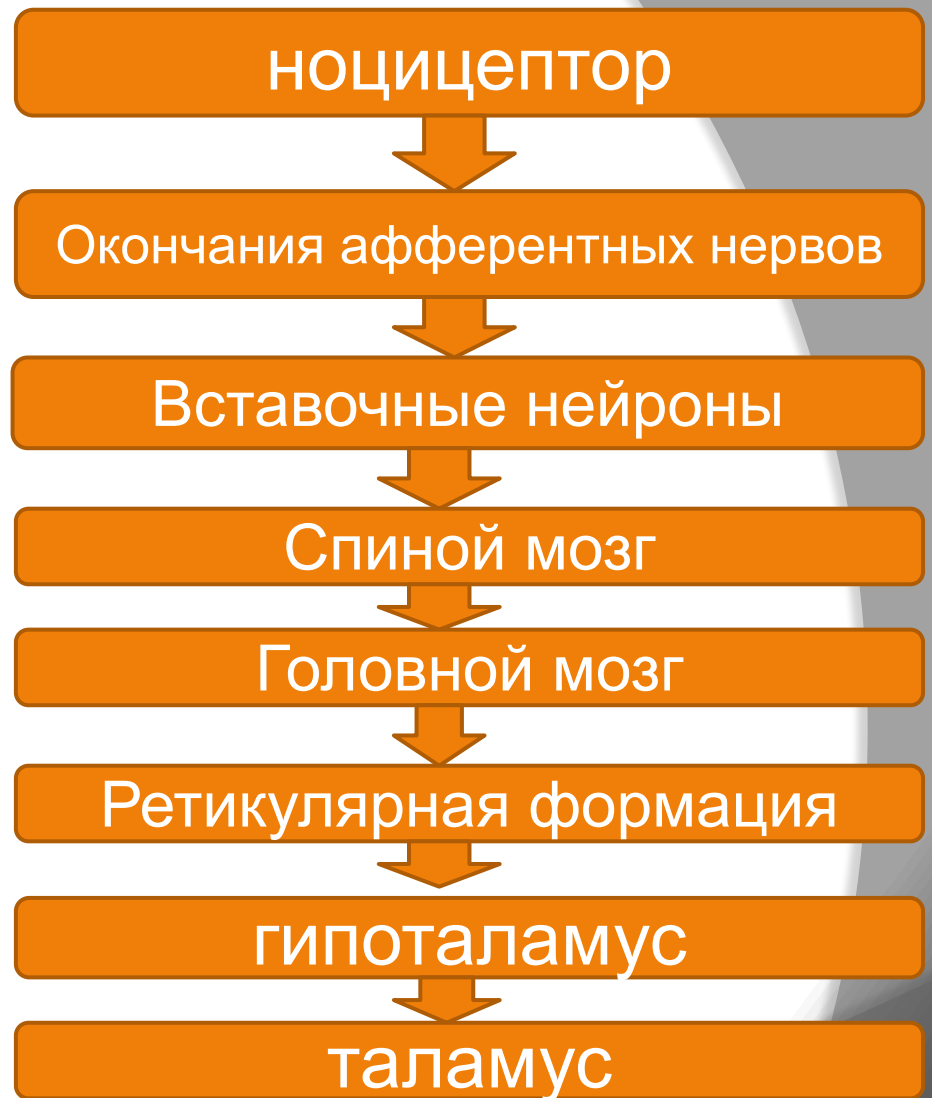 ноцицептор
Окончания афферентных нервов
Вставочные нейроны
Спиной мозг
Головной мозг
Ретикулярная формация
гипоталамус
таламус